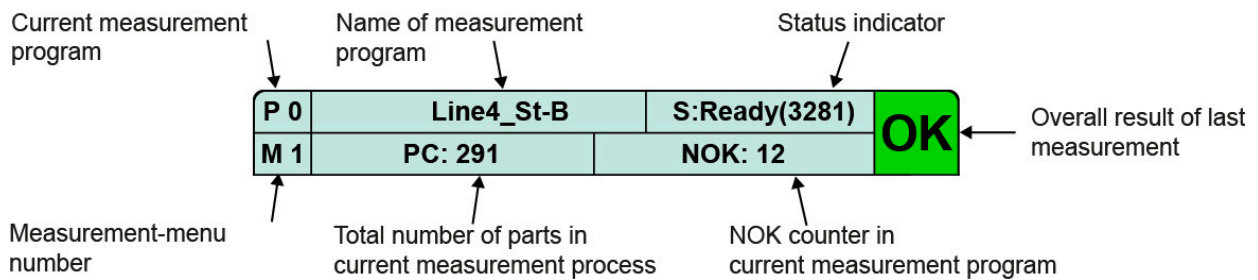 Current measurement
program
Name of measurement
program
Status indicator
P 0
Line4_St-B
S:Ready(3281)
OK
M 1
PC: 291
NOK: 12
Overall result of last
measurement
Measurement-menu
number
Total number of parts in
current measurement process
NOK counter in
current measurement program